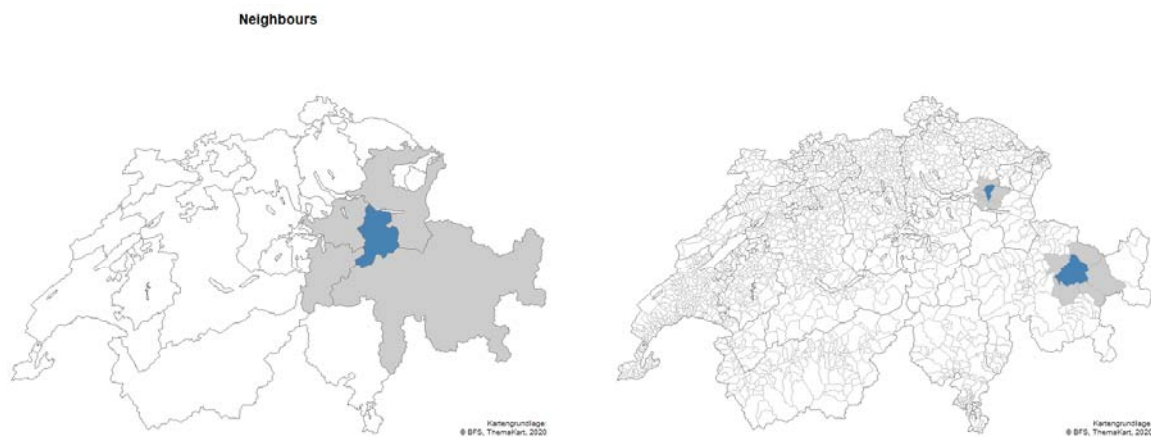 Neighbours
Kartengrundlage:
© BFS, ThemaKart, 2020
Kartengrundlage:
© BFS, ThemaKart, 2020